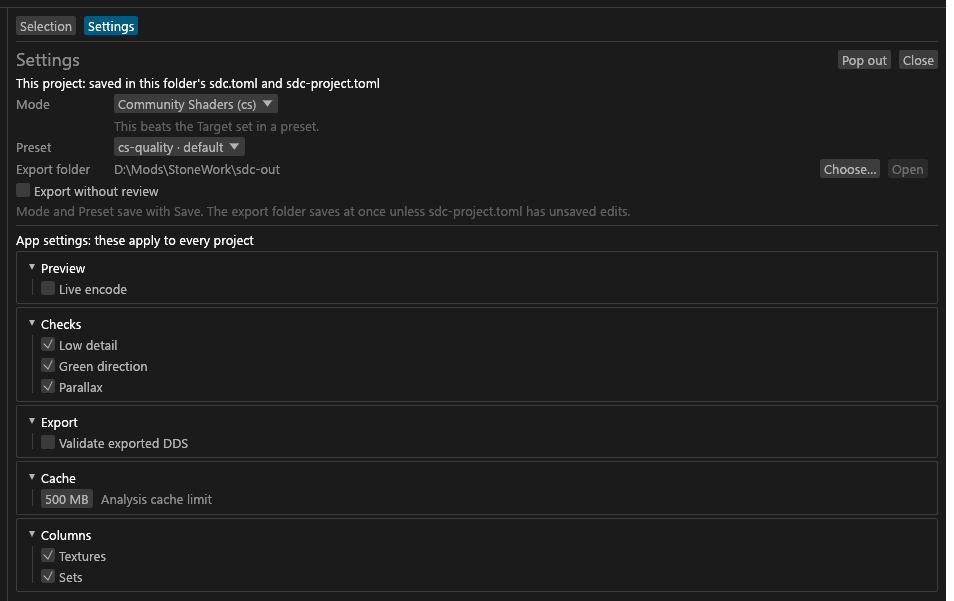 Selection Settings
Settings Pop out Close
This project: saved in this folder's sdc.toml and sdc-project.toml
Mode Community Shaders (cs)
This beats the Target set in a preset.
Preset cs-quality · default
Export folder D:\Mods\StoneWork\sdc-out Choose... Open
Export without review
Mode and Preset save with Save. The export folder saves at once unless sdc-project.toml has unsaved edits.
App settings: these apply to every project
Preview
Live encode
Checks
Low detail
Green direction
Parallax
Export
Validate exported DDS
Cache
500 MB Analysis cache limit
Columns
Textures
Sets